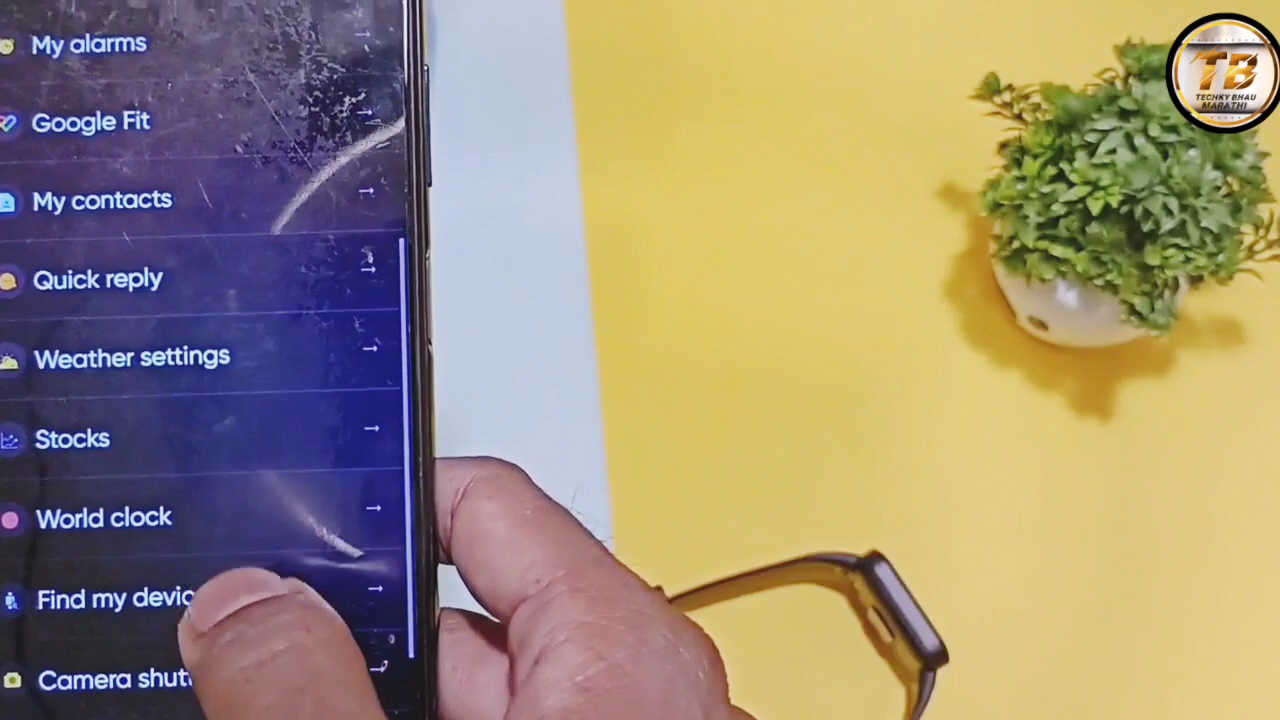 My alarms
Google Fit
My contacts
Quick reply
Weather settings
Stocks
World clock
Find my devic
Camera shut
TB
TECHKY BHAU
MARATHI